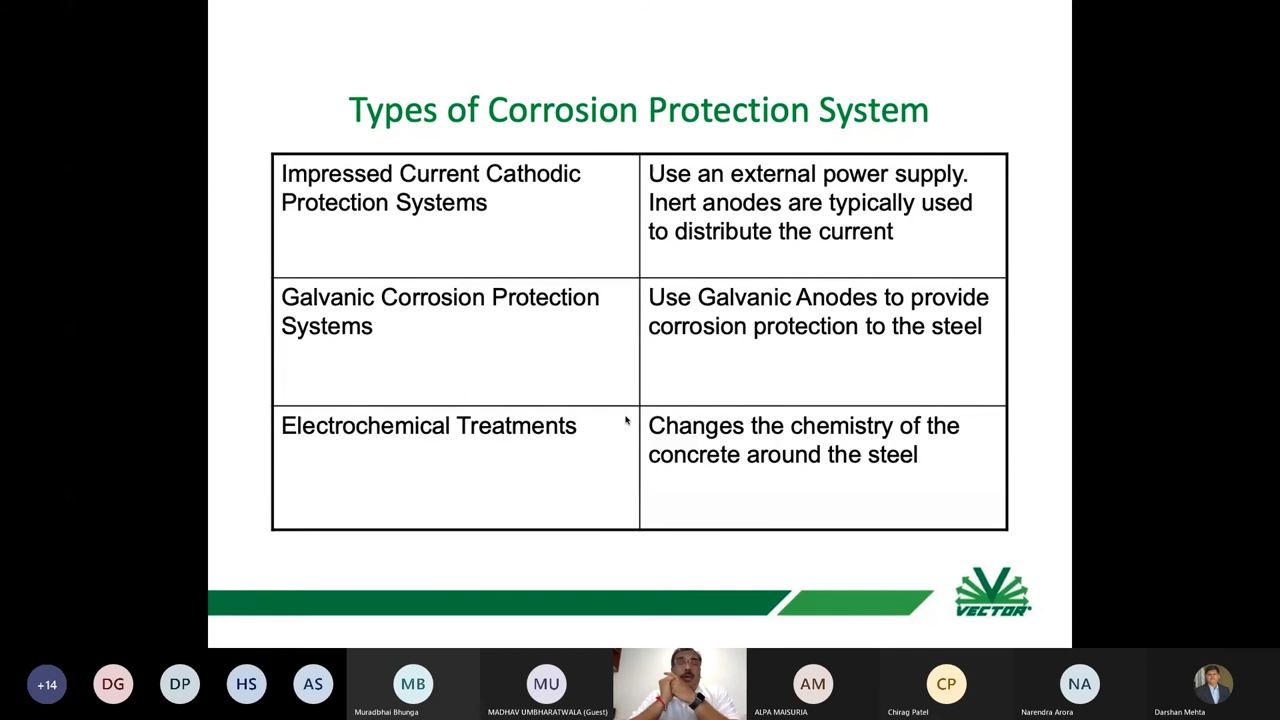 Types of Corrosion Protection System
Impressed Current Cathodic
Protection Systems
Use an external power supply.
Inert anodes are typically used
to distribute the current
Galvanic Corrosion Protection
Systems
Use Galvanic Anodes to provide
corrosion protection to the steel
Electrochemical Treatments
Changes the chemistry of the
concrete around the steel
VECTOR®
+14
DG
DP
HS
AS
MB
Muradbhai Bhunga
MU
MADHAV UMBHARATWALA (Guest)
AM
ALPA MAISURIA
CP
Chirag Patel
NA
Narendra Arora
Darshan Mehta